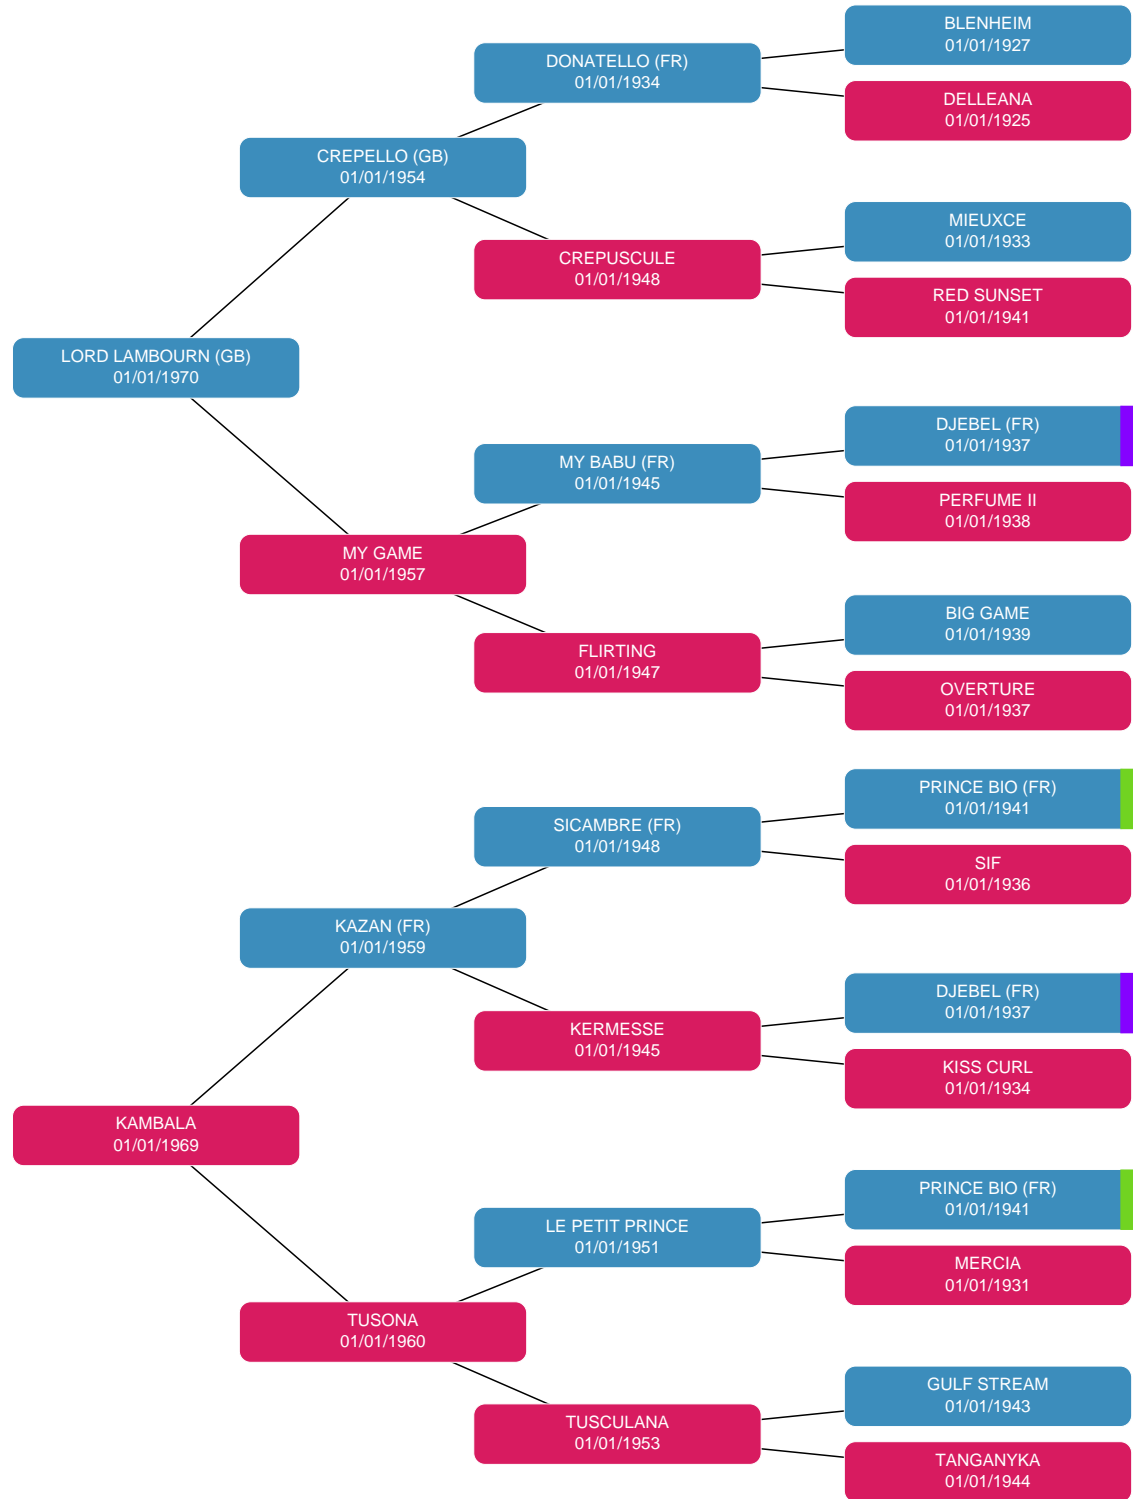 BLENHEIM
01/01/1927
DONATELLO (FR)
01/01/1934
DELLEANA
01/01/1925
CREPELLO (GB)
01/01/1954
MIEUXCE
01/01/1933
CREPUSCULE
01/01/1948
RED SUNSET
01/01/1941
LORD LAMBOURN (GB)
01/01/1970
DJEBEL (FR)
01/01/1937
MY BABU (FR)
01/01/1945
PERFUME II
01/01/1938
MY GAME
01/01/1957
BIG GAME
01/01/1939
FLIRTING
01/01/1947
OVERTURE
01/01/1937
PRINCE BIO (FR)
01/01/1941
SICAMBRE (FR)
01/01/1948
SIF
01/01/1936
KAZAN (FR)
01/01/1959
DJEBEL (FR)
01/01/1937
KERMESSE
01/01/1945
KISS CURL
01/01/1934
KAMBALA
01/01/1969
PRINCE BIO (FR)
01/01/1941
LE PETIT PRINCE
01/01/1951
MERCIA
01/01/1931
TUSONA
01/01/1960
GULF STREAM
01/01/1943
TUSCULANA
01/01/1953
TANGANYKA
01/01/1944